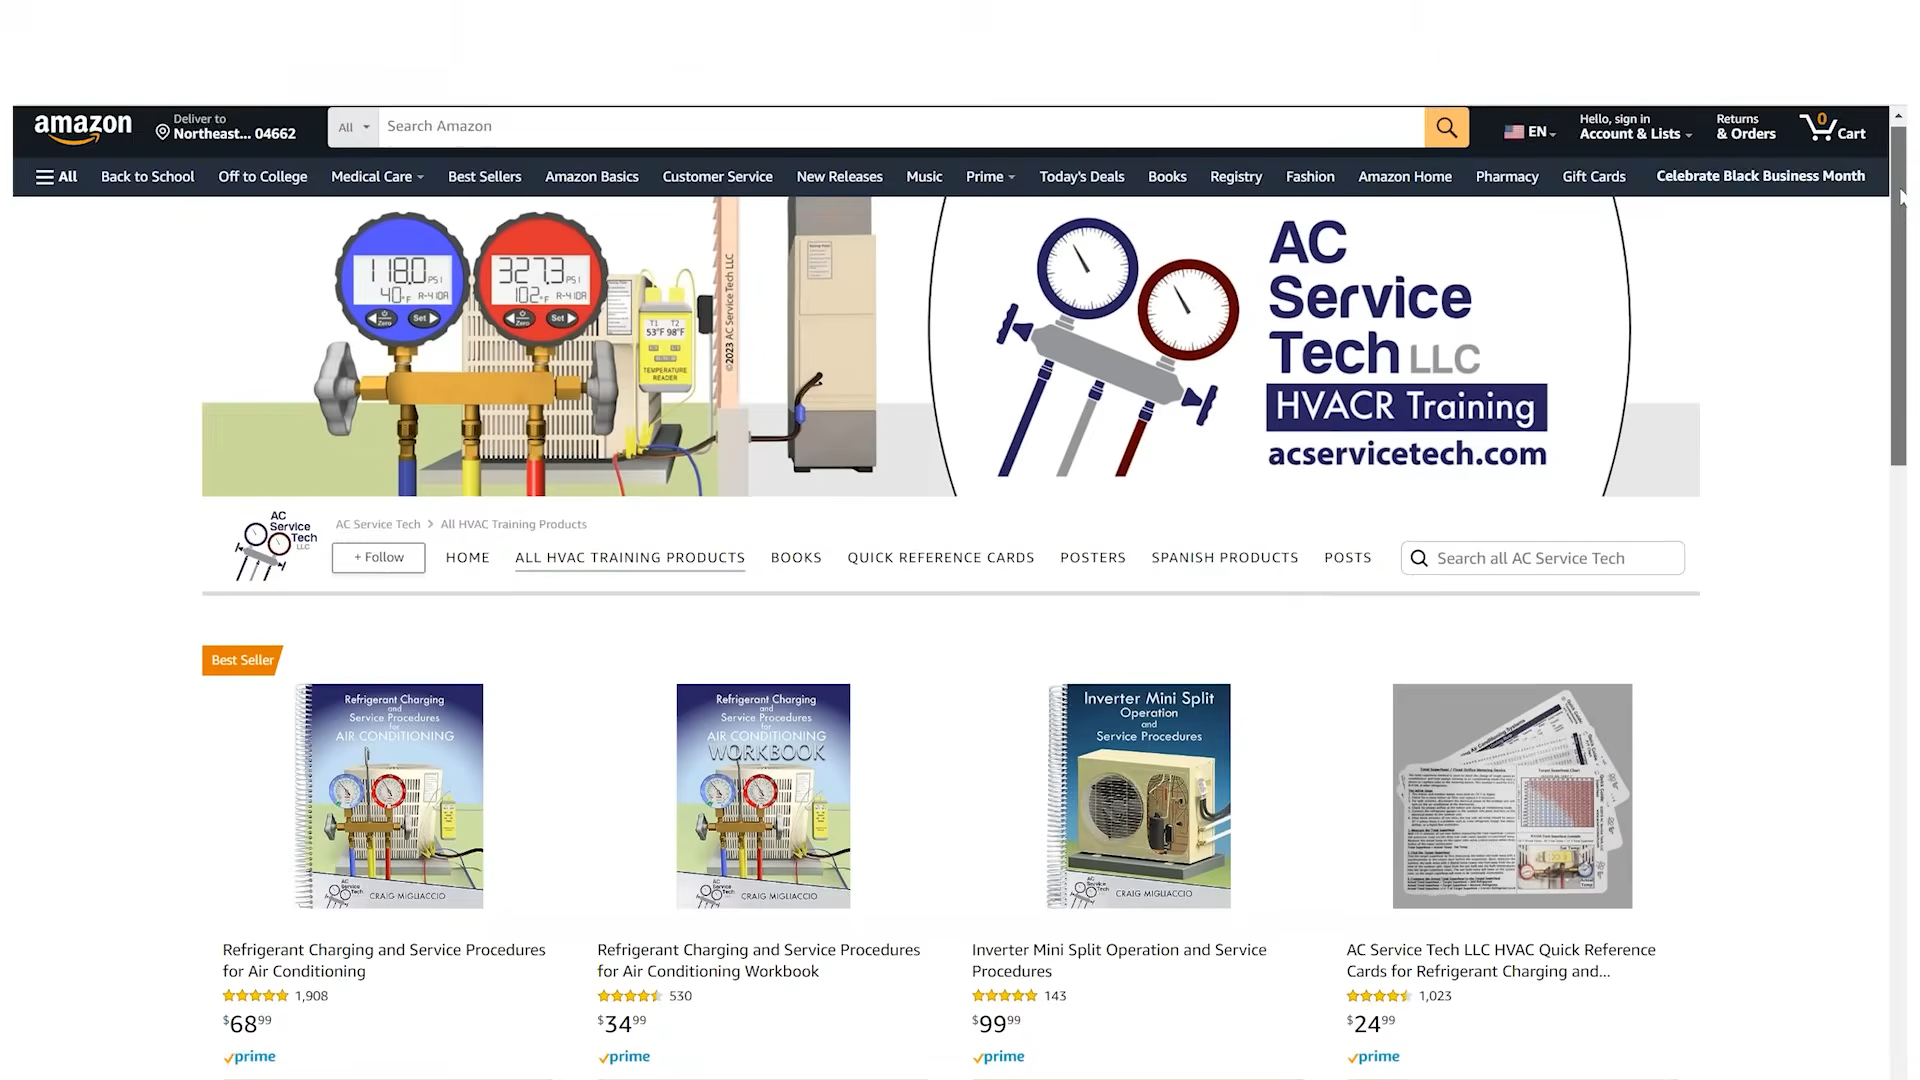 amazon
Deliver to
Northeast... 04662
All
Search Amazon
EN
Hello, sign in
Account & Lists
Returns
& Orders
0
Cart
All
Back to School
Off to College
Medical Care
Best Sellers
Amazon Basics
Customer Service
New Releases
Music
Prime
Today's Deals
Books
Registry
Fashion
Amazon Home
Pharmacy
Gift Cards
Celebrate Black Business Month
118.0 PSI
40°F R-410A
Zero
Set
327.3 PSI
102°F R-410A
Zero
Set
T1 T2
53°F 98°F
TEMPERATURE
READER
©2023 AC Service Tech LLC
AC
Service
Tech LLC
HVACR Training
acservicetech.com
AC
Service
Tech
LLC
AC Service Tech > All HVAC Training Products
+ Follow
HOME
ALL HVAC TRAINING PRODUCTS
BOOKS
QUICK REFERENCE CARDS
POSTERS
SPANISH PRODUCTS
POSTS
Search all AC Service Tech
Best Seller
Refrigerant Charging
and
Service Procedures
for
AIR CONDITIONING
AC
Service
Tech
CRAIG MIGLIACCIO
Refrigerant Charging
and
Service Procedures
for
AIR CONDITIONING
WORKBOOK
AC
Service
Tech
CRAIG MIGLIACCIO
Inverter Mini Split
Operation
and
Service Procedures
AC
Service
Tech
CRAIG MIGLIACCIO
Refrigerant Charging and Service Procedures
for Air Conditioning
1,908
$68.99
prime
Refrigerant Charging and Service Procedures
for Air Conditioning Workbook
530
$34.99
prime
Inverter Mini Split Operation and Service
Procedures
143
$99.99
prime
AC Service Tech LLC HVAC Quick Reference
Cards for Refrigerant Charging and...
1,023
$24.99
prime